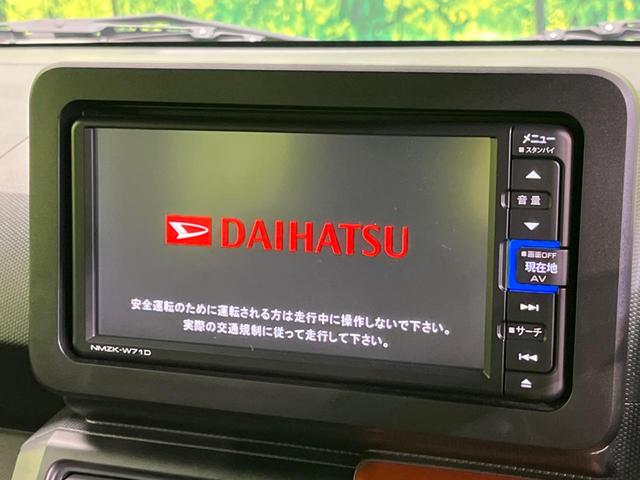 DAIHATSU
安全運転のために運転される方は走行中に操作しないで下さい。
実際の交通規制に従って走行して下さい。
NMZK-W71D
メニュー
■スタンバイ
音量
■画面OFF
現在地
AV
■サーチ